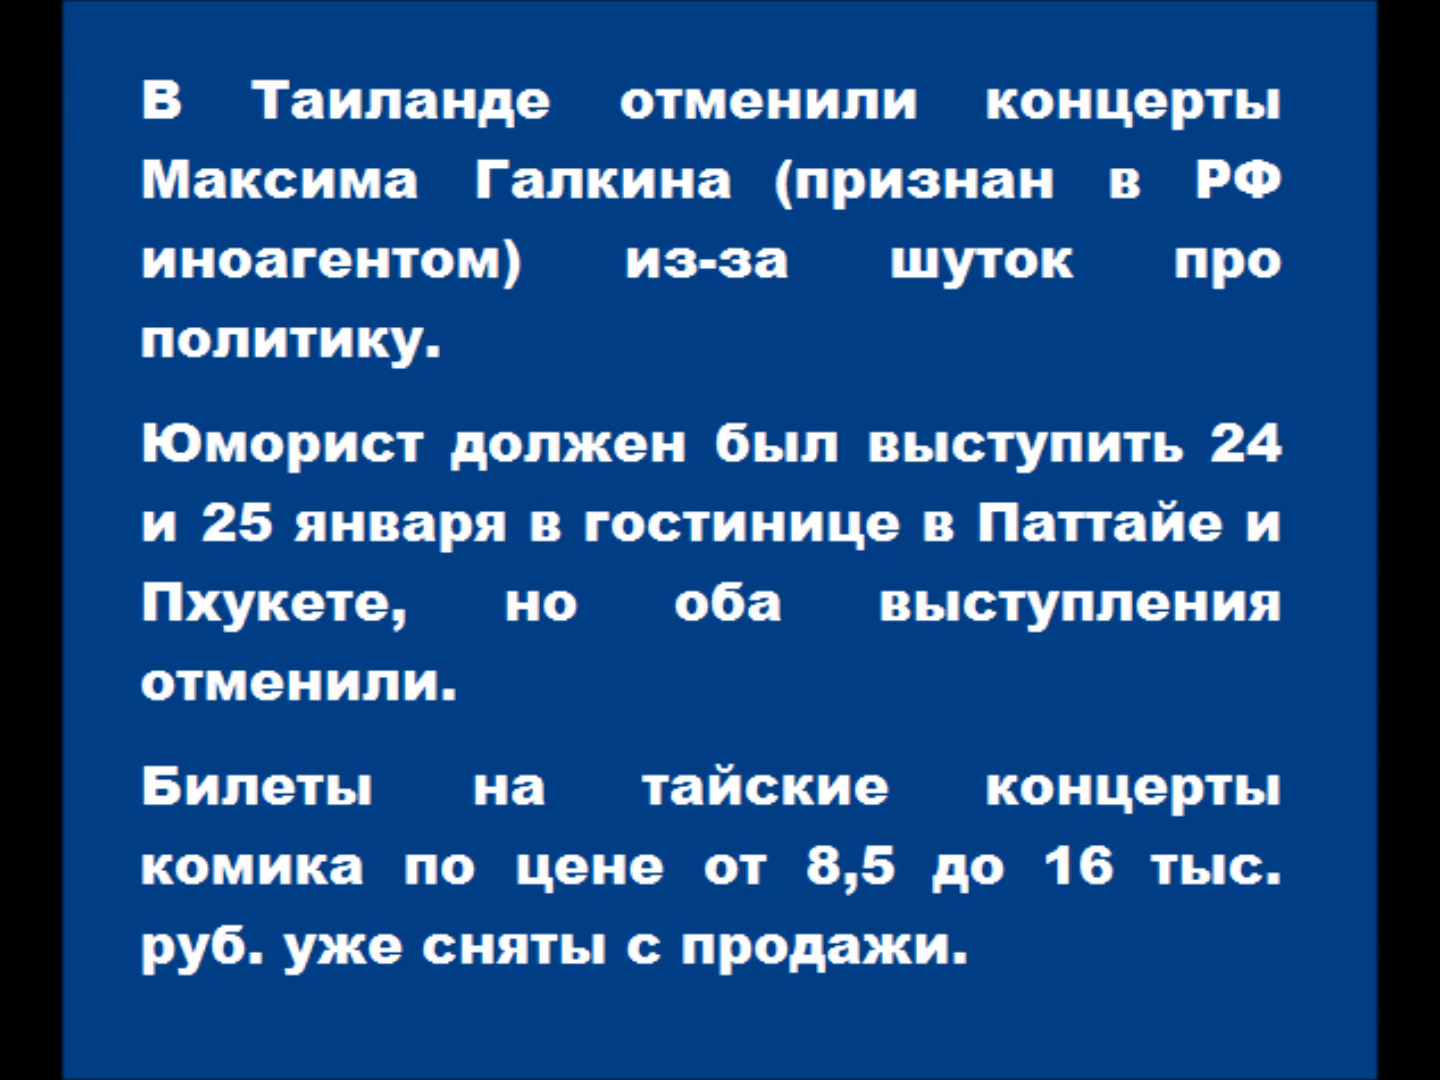 В Таиланде отменили концерты
Максима Галкина (признан в РФ
иноагентом) из-за шуток про
политику.
Юморист должен был выступить 24
и 25 января в гостинице в Паттайе и
Пхукете, но оба выступления
отменили.
Билеты на тайские концерты
комика по цене от 8,5 до 16 тыс.
руб. уже сняты с продажи.